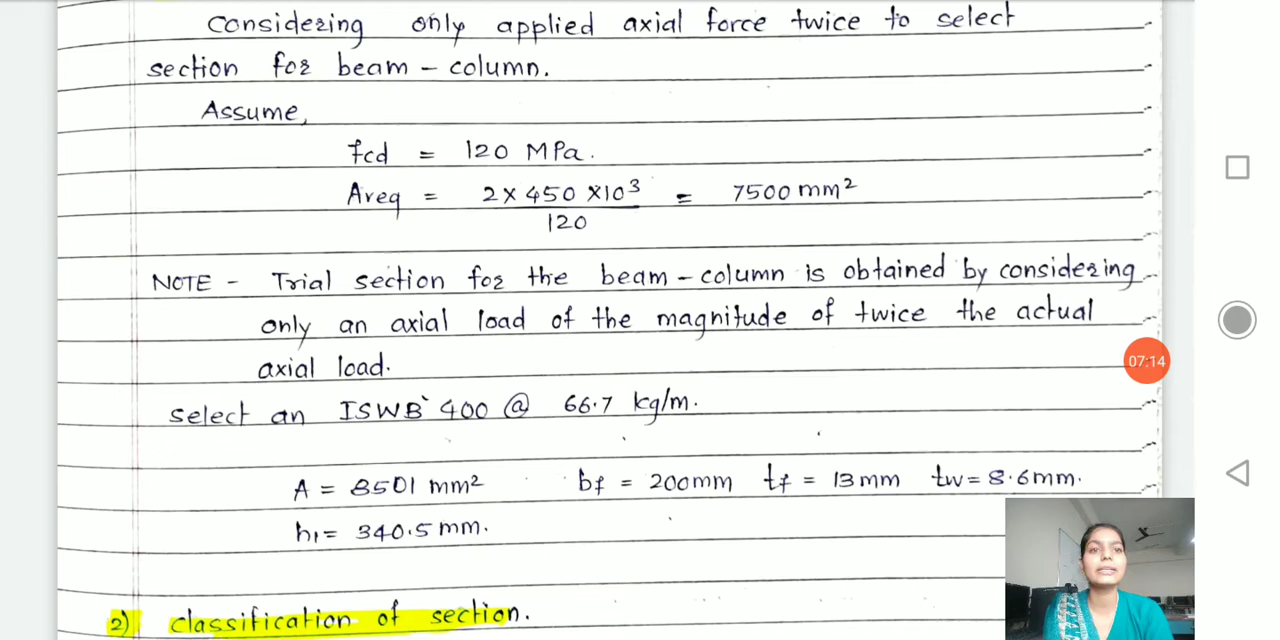 Considering only applied axial force twice to select
section for beam - column.
Assume,
fcd = 120 MPa.
Areq = 2 × 450 × 10³ / 120 = 7500 mm²
NOTE - Trial section for the beam - column is obtained by considering
only an axial load of the magnitude of twice the actual
axial load.
07:14
select an ISWB 400 @ 66.7 kg/m.
A = 8501 mm² bf = 200mm tf = 13mm tw = 8.6mm.
h1 = 340.5 mm.
2) classification of section.